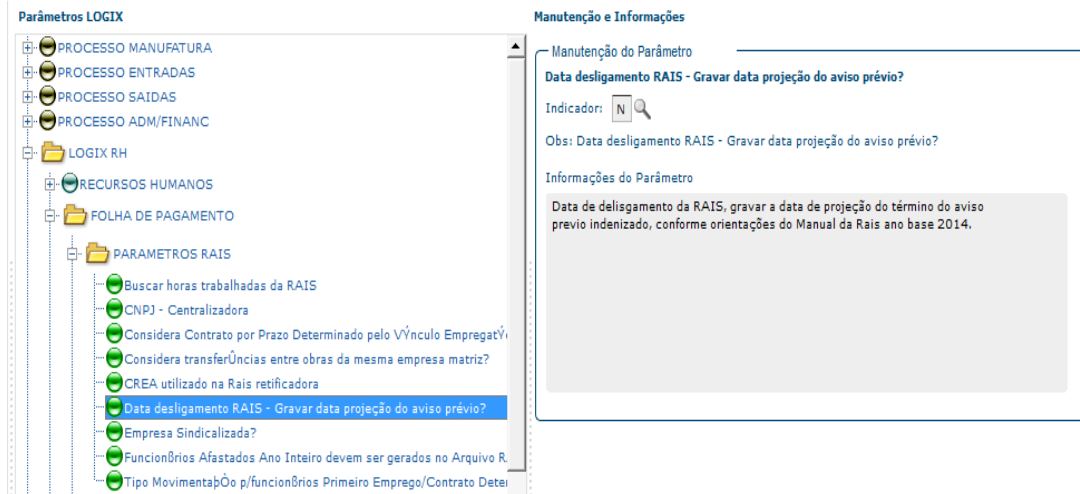 Parâmetros LOGIX
PROCESSO MANUFATURA
PROCESSO ENTRADAS
PROCESSO SAIDAS
PROCESSO ADM/FINANC
LOGIX RH
RECURSOS HUMANOS
FOLHA DE PAGAMENTO
PARAMETROS RAIS
Buscar horas trabalhadas da RAIS
CNPJ - Centralizadora
Considera Contrato por Prazo Determinado pelo VÝnculo EmpregatÝ
Considera transferÛncias entre obras da mesma empresa matriz?
CREA utilizado na Rais retificadora
Data desligamento RAIS - Gravar data projeção do aviso prévio?
Empresa Sindicalizada?
Funcionßrios Afastados Ano Inteiro devem ser gerados no Arquivo R
Tipo MovimentaþÒo p/funcionßrios Primeiro Emprego/Contrato Deter
Manutenção e Informações
Manutenção do Parâmetro
Data desligamento RAIS - Gravar data projeção do aviso prévio?
Indicador: N
Obs: Data desligamento RAIS - Gravar data projeção do aviso prévio?
Informações do Parâmetro
Data de delisgamento da RAIS, gravar a data de projeção do término do aviso
previo indenizado, conforme orientações do Manual da Rais ano base 2014.